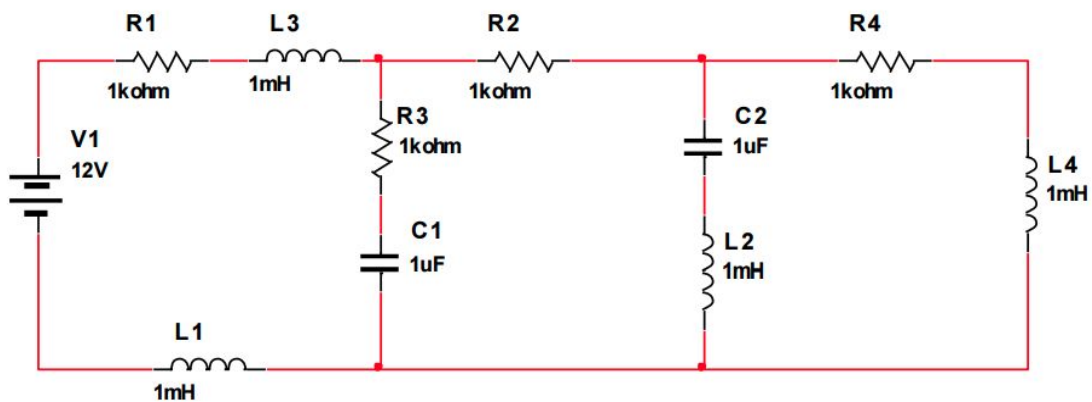 R1
1kohm
L3
1mH
R2
1kohm
R4
1kohm
V1
12V
R3
1kohm
C1
1uF
C2
1uF
L2
1mH
L4
1mH
L1
1mH